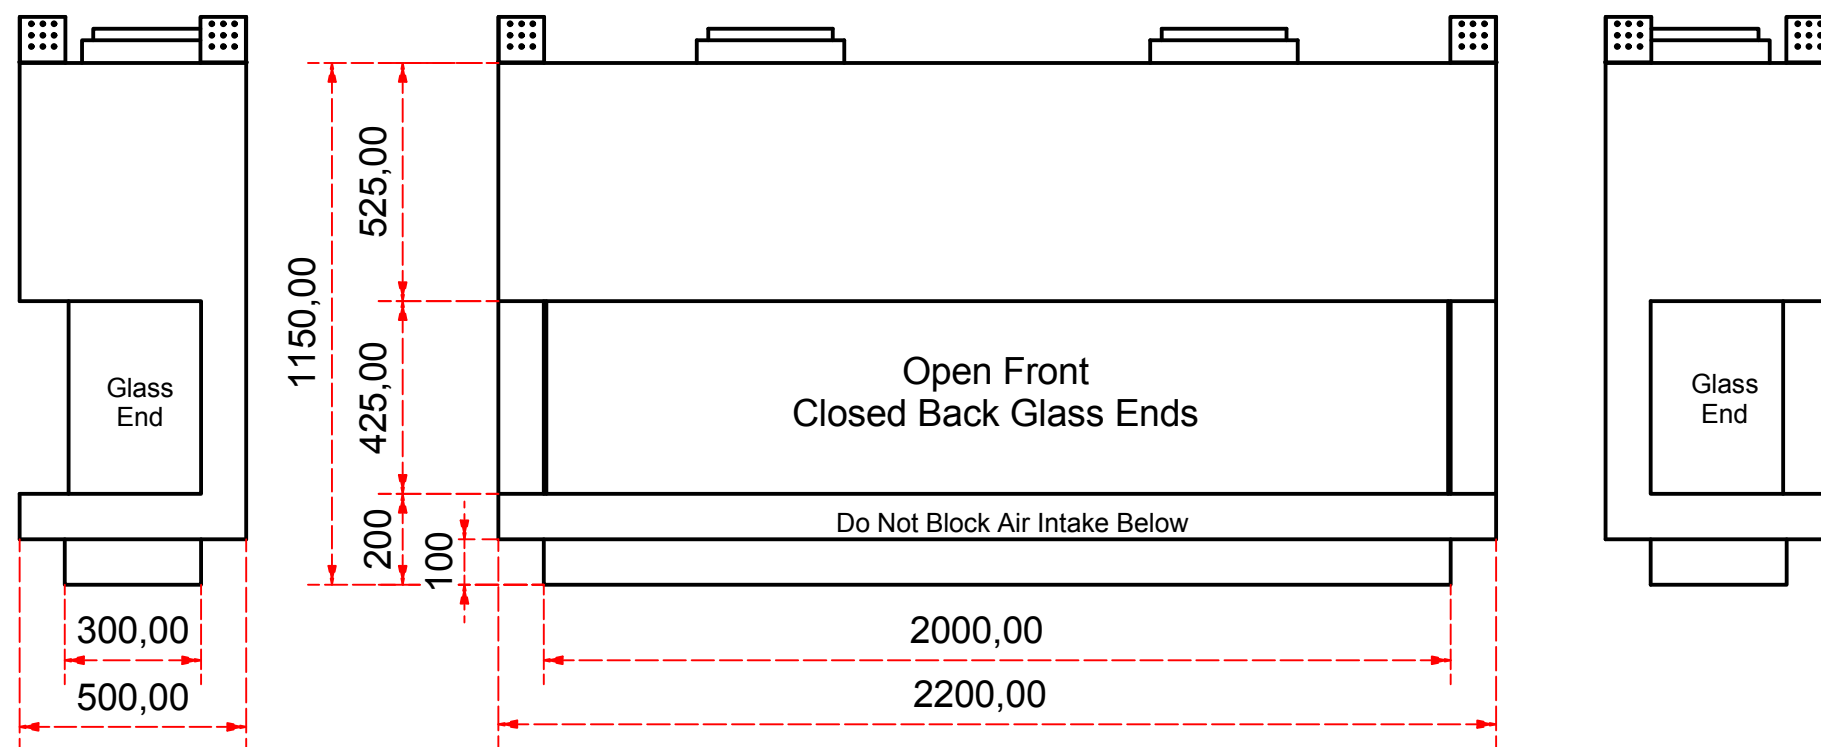 525,00
1150,00
425,00
200
100
Glass
End
Open Front
Closed Back Glass Ends
Do Not Block Air Intake Below
Glass
End
300,00
500,00
2000,00
2200,00